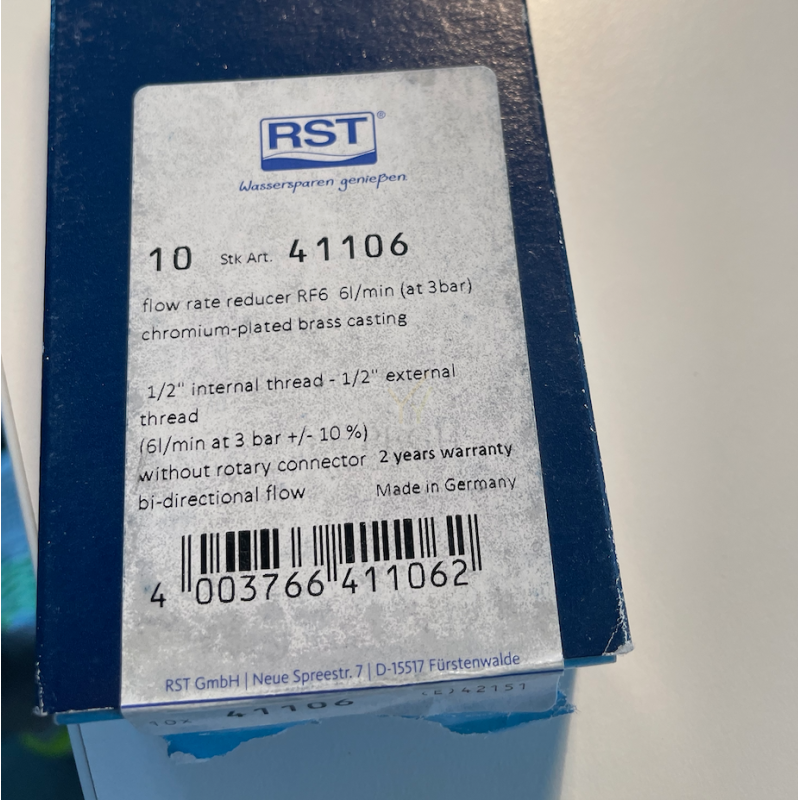 RST®
Wassersparen genießen
10 Stk Art. 41106
flow rate reducer RF6 6l/min (at 3bar)
chromium-plated brass casting
1/2" internal thread - 1/2" external
thread
(6l/min at 3 bar +/- 10 %)
without rotary connector 2 years warranty
bi-directional flow Made in Germany
4 003766 411062
RST GmbH | Neue Spreestr. 7 | D-15517 Fürstenwalde
10x 41106 42151